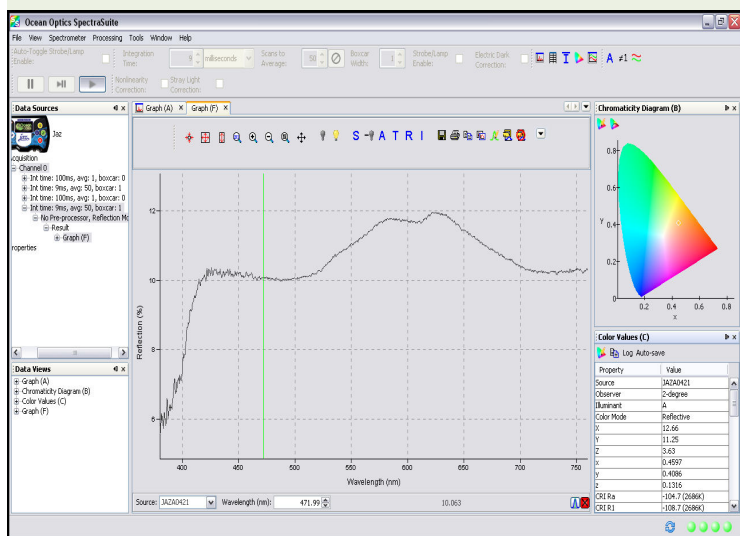 Ocean Optics SpectraSuite
File View Spectrometer Processing Tools Window Help
Auto-Toggle Strobe/Lamp Enable:
Integration Time: 9 milliseconds
Scans to Average: 50
Boxcar Width: 1
Strobe/Lamp Enable:
Electric Dark Correction:
A ≠1
Nonlinearity Correction:
Stray Light Correction:
Data Sources
Jaz
Acquisition
Channel 0
Int time: 100ms, avg: 1, boxcar: 0
Int time: 9ms, avg: 50, boxcar: 1
Int time: 100ms, avg: 1, boxcar: 0
Int time: 9ms, avg: 50, boxcar: 1
No Pre-processor, Reflection Mo
Result
Graph (F)
roperties
Data Views
Graph (A)
Chromaticity Diagram (B)
Color Values (C)
Graph (F)
Graph (A) Graph (F)
S A T R I
12
10
8
6
Reflection (%)
400 450 500 550 600 650 700 750
Wavelength (nm)
Source: JAZA0421 Wavelength (nm): 471.99 10.063
Chromaticity Diagram (B)
0.8
0.6
Y 0.4
0.2
0
0.2 0.4 0.6 0.8
x
Color Values (C)
Log Auto-save
Property Value
Source JAZA0421
Observer 2-degree
Illuminant A
Color Mode Reflective
X 12.66
Y 11.25
Z 3.63
x 0.4597
y 0.4086
z 0.1316
CRI Ra -104.7 (2686K)
CRI R1 -108.7 (2686K)